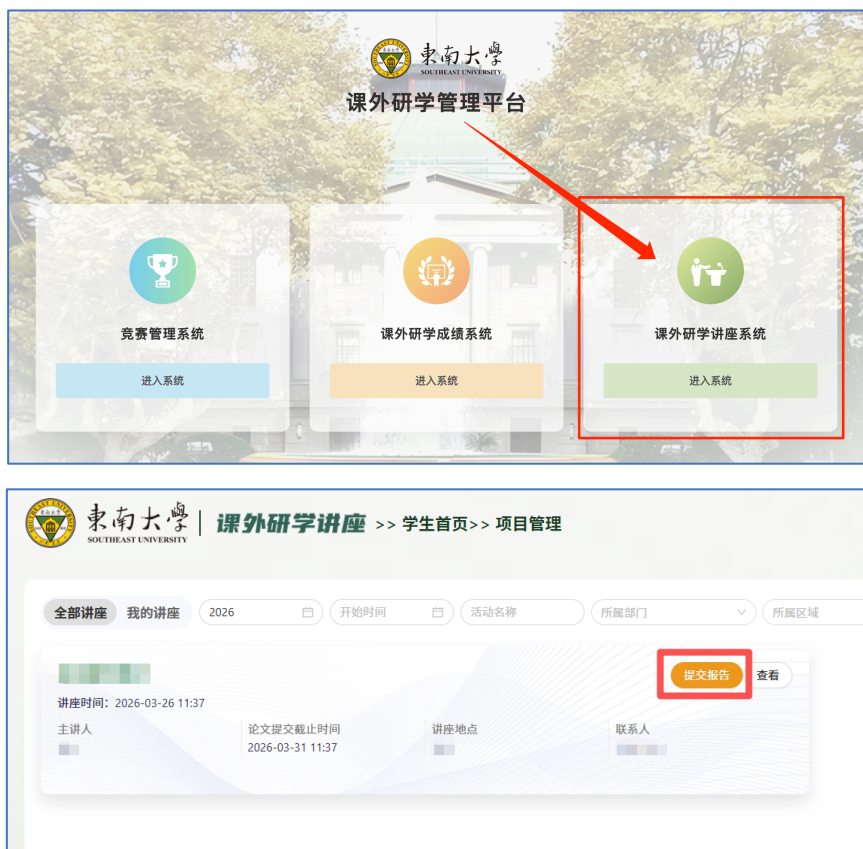 東南大學
SOUTHEAST UNIVERSITY
课外研学管理平台
竞赛管理系统
课外研学成绩系统
课外研学讲座系统
进入系统
进入系统
进入系统
東南大學
SOUTHEAST UNIVERSITY
课外研学讲座 >> 学生首页>> 项目管理
全部讲座 我的讲座 2026 开始时间 活动名称 所属部门 所属区域
提交报告 查看
讲座时间：2026-03-26 11:37
主讲人 论文提交截止时间 讲座地点 联系人
2026-03-31 11:37